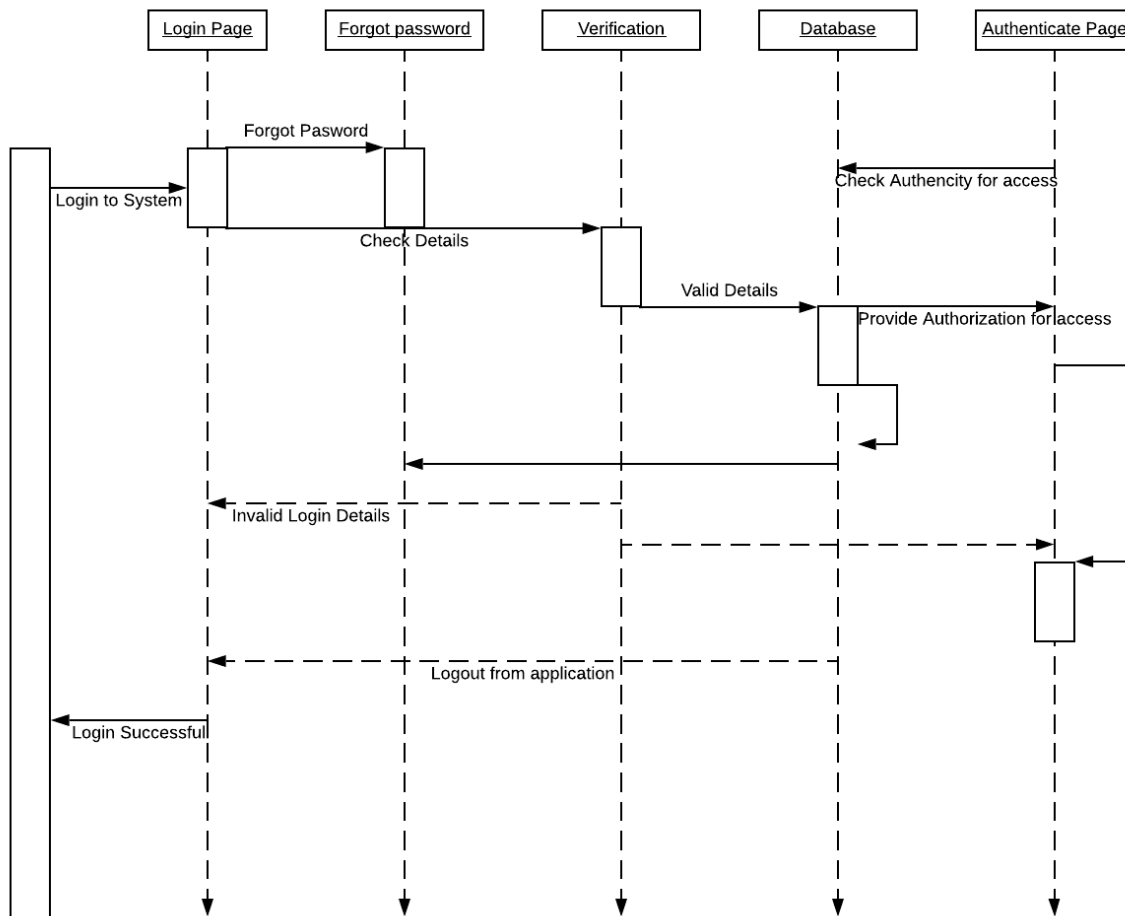 Login Page
Forgot password
Verification
Database
Authenticate Page
Forgot Pasword
Check Authencity for access
Login to System
Check Details
Valid Details
Provide Authorization for access
Invalid Login Details
Logout from application
Login Successful